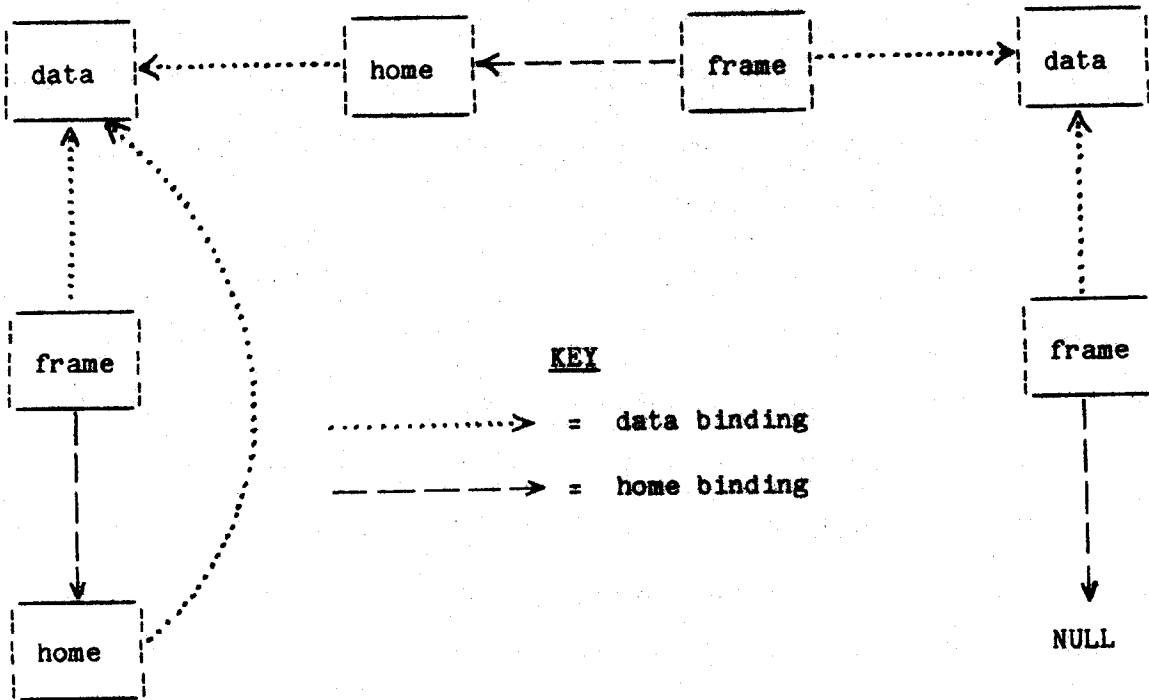 data
home
frame
data
frame
frame
KEY
= data binding
= home binding
home
NULL